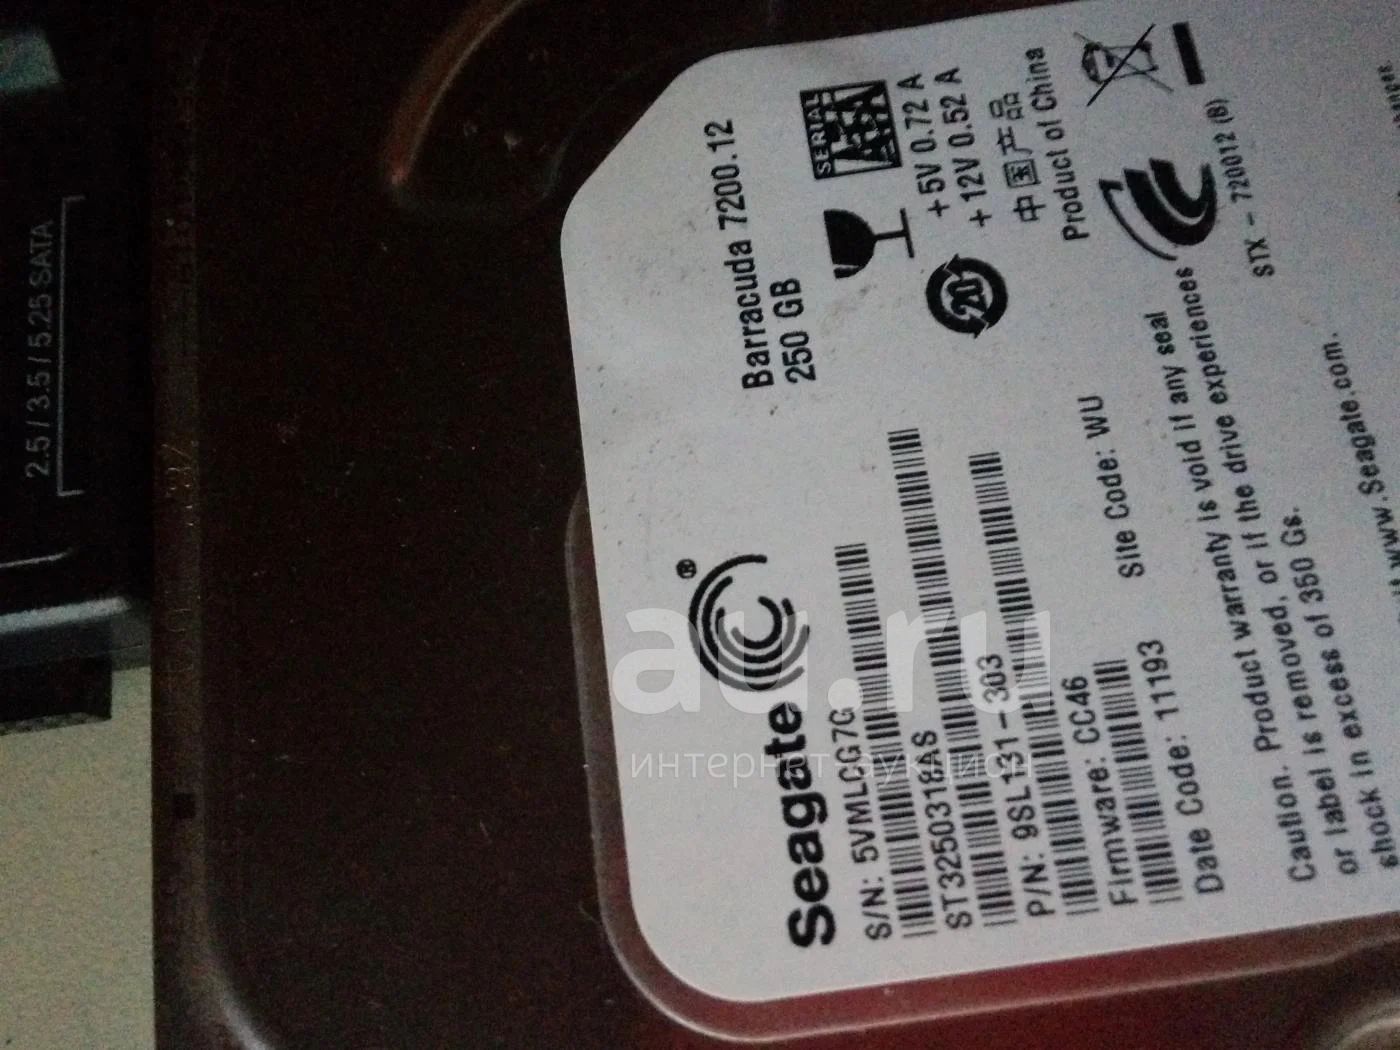 2.5 / 3.5 / 5.25 SATA
Barracuda 7200.12
250 GB
SERIAL
ATA
+5V 0.72 A
+12V 0.52 A
20
中国产品
Product of China
Seagate®
S/N: 5VMLCG7G
ST3250318AS
P/N: 9SL131-303
Firmware: CC46
Date Code: 11193
Site Code: WU
STX - 720012 (B)
Caution. Product warranty is void if any seal
or label is removed, or if the drive experiences
shock in excess of 350 Gs.
www.Seagate.com.
au.ru
интернет-аукцион